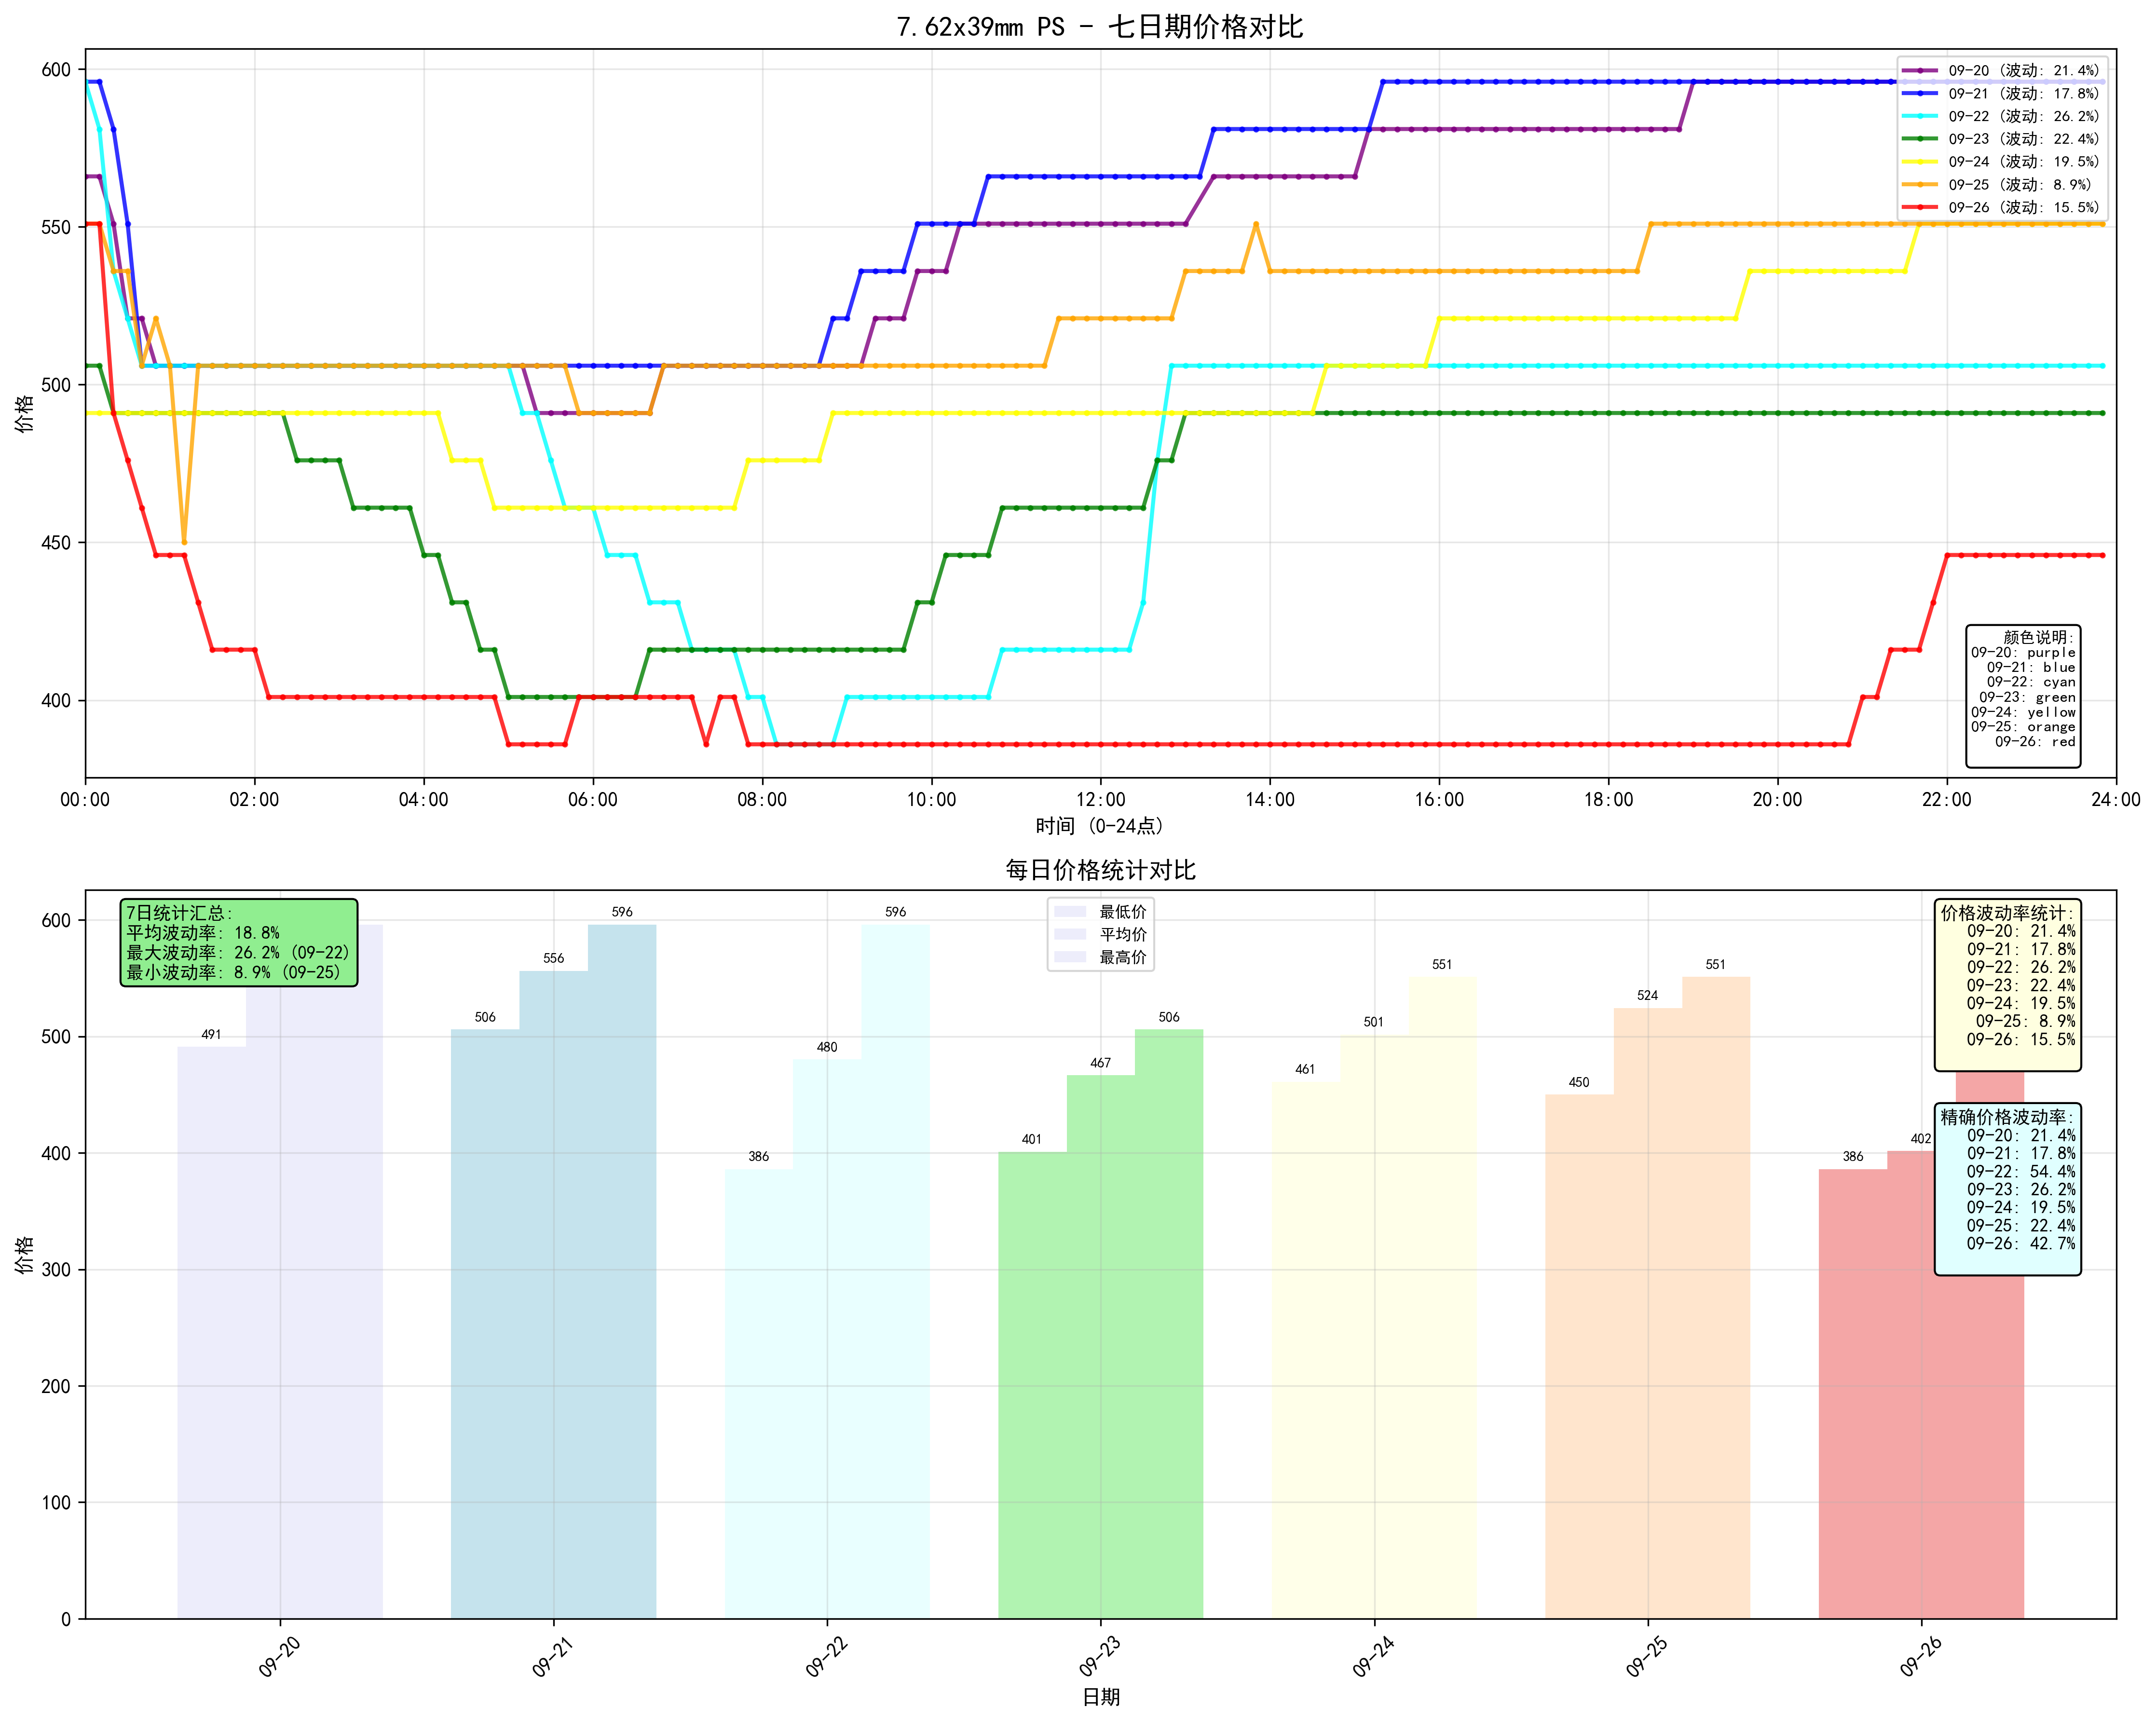 7.62x39mm PS - 七日期价格对比
600
550
500
450
400
价格
09-20 (波动: 21.4%)
09-21 (波动: 17.8%)
09-22 (波动: 26.2%)
09-23 (波动: 22.4%)
09-24 (波动: 19.5%)
09-25 (波动: 8.9%)
09-26 (波动: 15.5%)
颜色说明:
09-20: purple
09-21: blue
09-22: cyan
09-23: green
09-24: yellow
09-25: orange
09-26: red
00:00 02:00 04:00 06:00 08:00 10:00 12:00 14:00 16:00 18:00 20:00 22:00 24:00
时间 (0-24点)
每日价格统计对比
600
500
400
300
200
100
0
价格
7日统计汇总:
平均波动率: 18.8%
最大波动率: 26.2% (09-22)
最小波动率: 8.9% (09-25)
最低价
平均价
最高价
价格波动率统计:
09-20: 21.4%
09-21: 17.8%
09-22: 26.2%
09-23: 22.4%
09-24: 19.5%
09-25: 8.9%
09-26: 15.5%
精确价格波动率:
09-20: 21.4%
09-21: 17.8%
09-22: 54.4%
09-23: 26.2%
09-24: 19.5%
09-25: 22.4%
09-26: 42.7%
491
506
556
596
386
480
596
401
467
506
461
501
551
450
524
551
386
402
09-20 09-21 09-22 09-23 09-24 09-25 09-26
日期